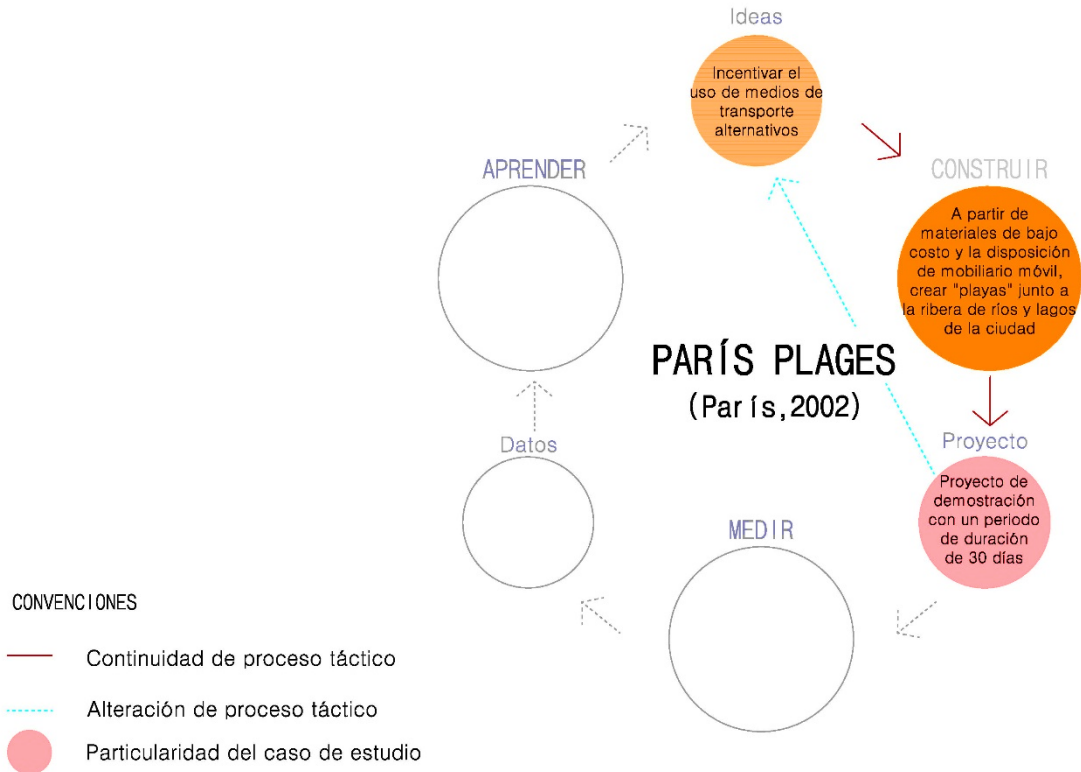 Ideas
Incentivar el
uso de medios de
transporte
alternativos
APRENDER
CONSTRUIR
A partir de
materiales de bajo
costo y la disposición
de mobiliario móvil,
crear "playas" junto a
la ribera de ríos y lagos
de la ciudad
PARÍS PLAGES
(París,2002)
Datos
Proyecto
Proyecto de
demostración
con un periodo
de duración
de 30 días
MEDIR
CONVENCIONES
Continuidad de proceso táctico
Alteración de proceso táctico
Particularidad del caso de estudio